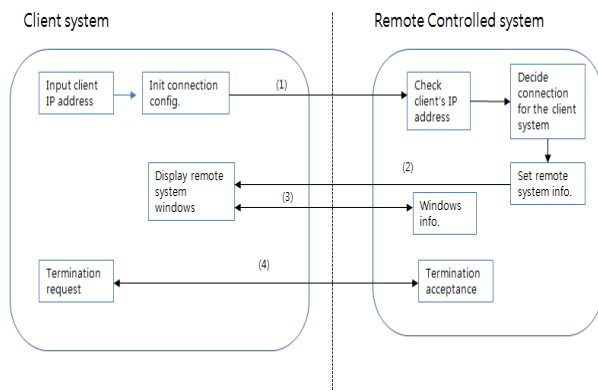 Client system
Remote Controlled system
Input client
IP address
Init connection
config.
(1)
Check
client's IP
address
Decide
connection
for the client
system
Display remote
system
windows
(2)
(3)
Set remote
system info.
Windows
info.
Termination
request
(4)
Termination
acceptance